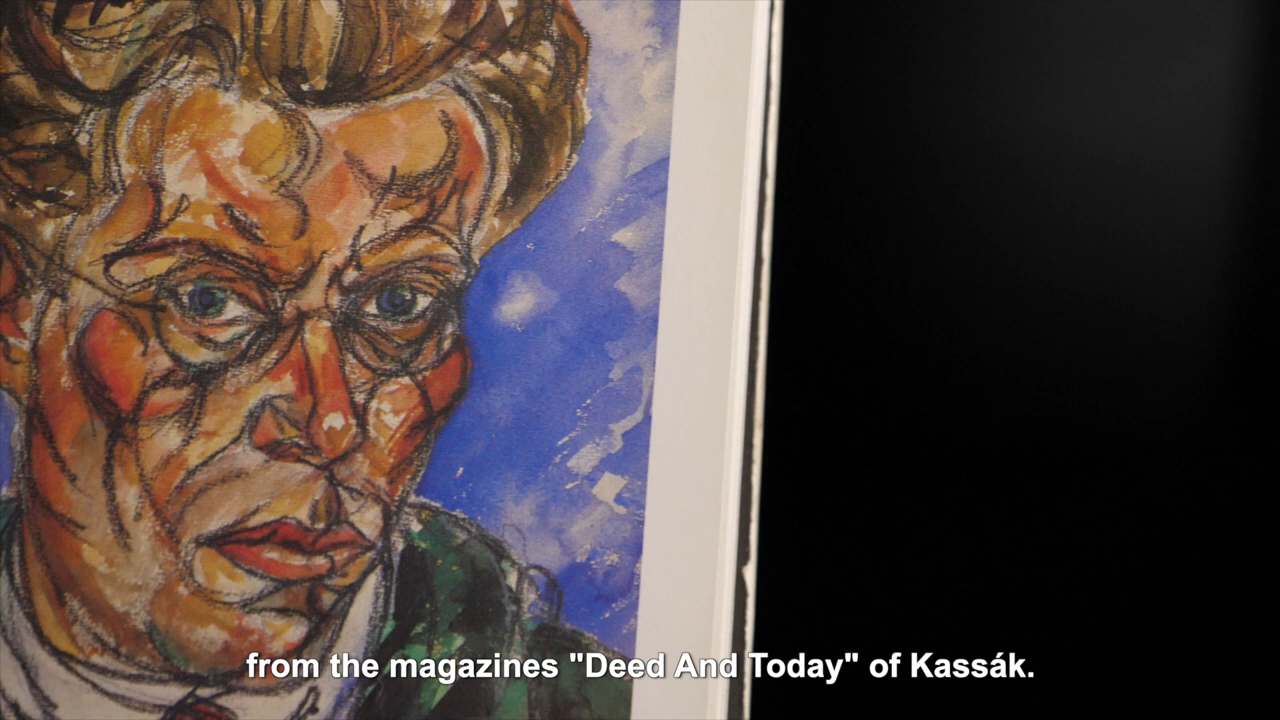 from the magazines "Deed And Today" of Kassák.